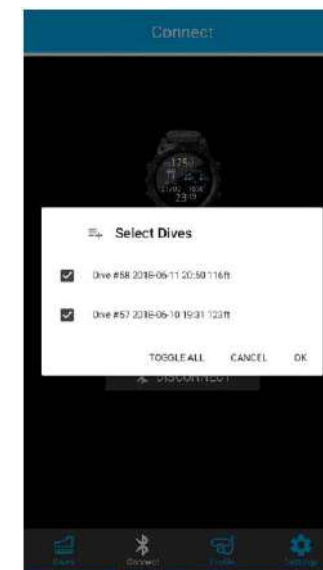 Connect
Select Dives
Dive #58 2018-06-11 20:50 116ft
Dive #57 2018-06-10 19:31 123ft
TOGGLE ALL CANCEL OK
DISCONNECT
Dives Connect Profile Settings